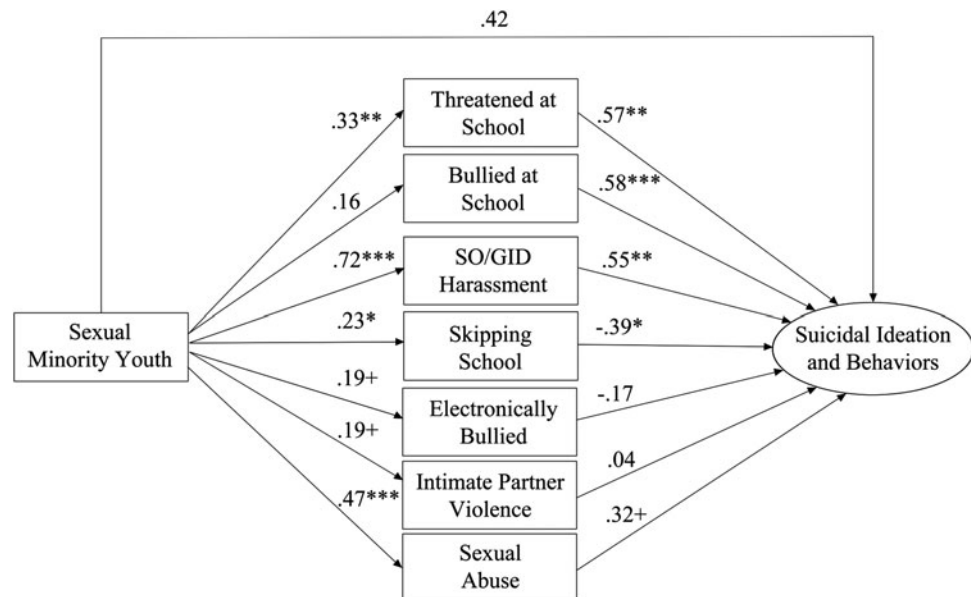 .42
Threatened at
School
.33**
.57**
Bullied at
School
.16
.58***
SO/GID
Harassment
.72***
.55**
Sexual
Minority Youth
.23*
Skipping
School
-.39*
Suicidal Ideation
and Behaviors
.19+
Electronically
Bullied
-.17
.19+
Intimate Partner
Violence
.04
.47***
Sexual
Abuse
.32+